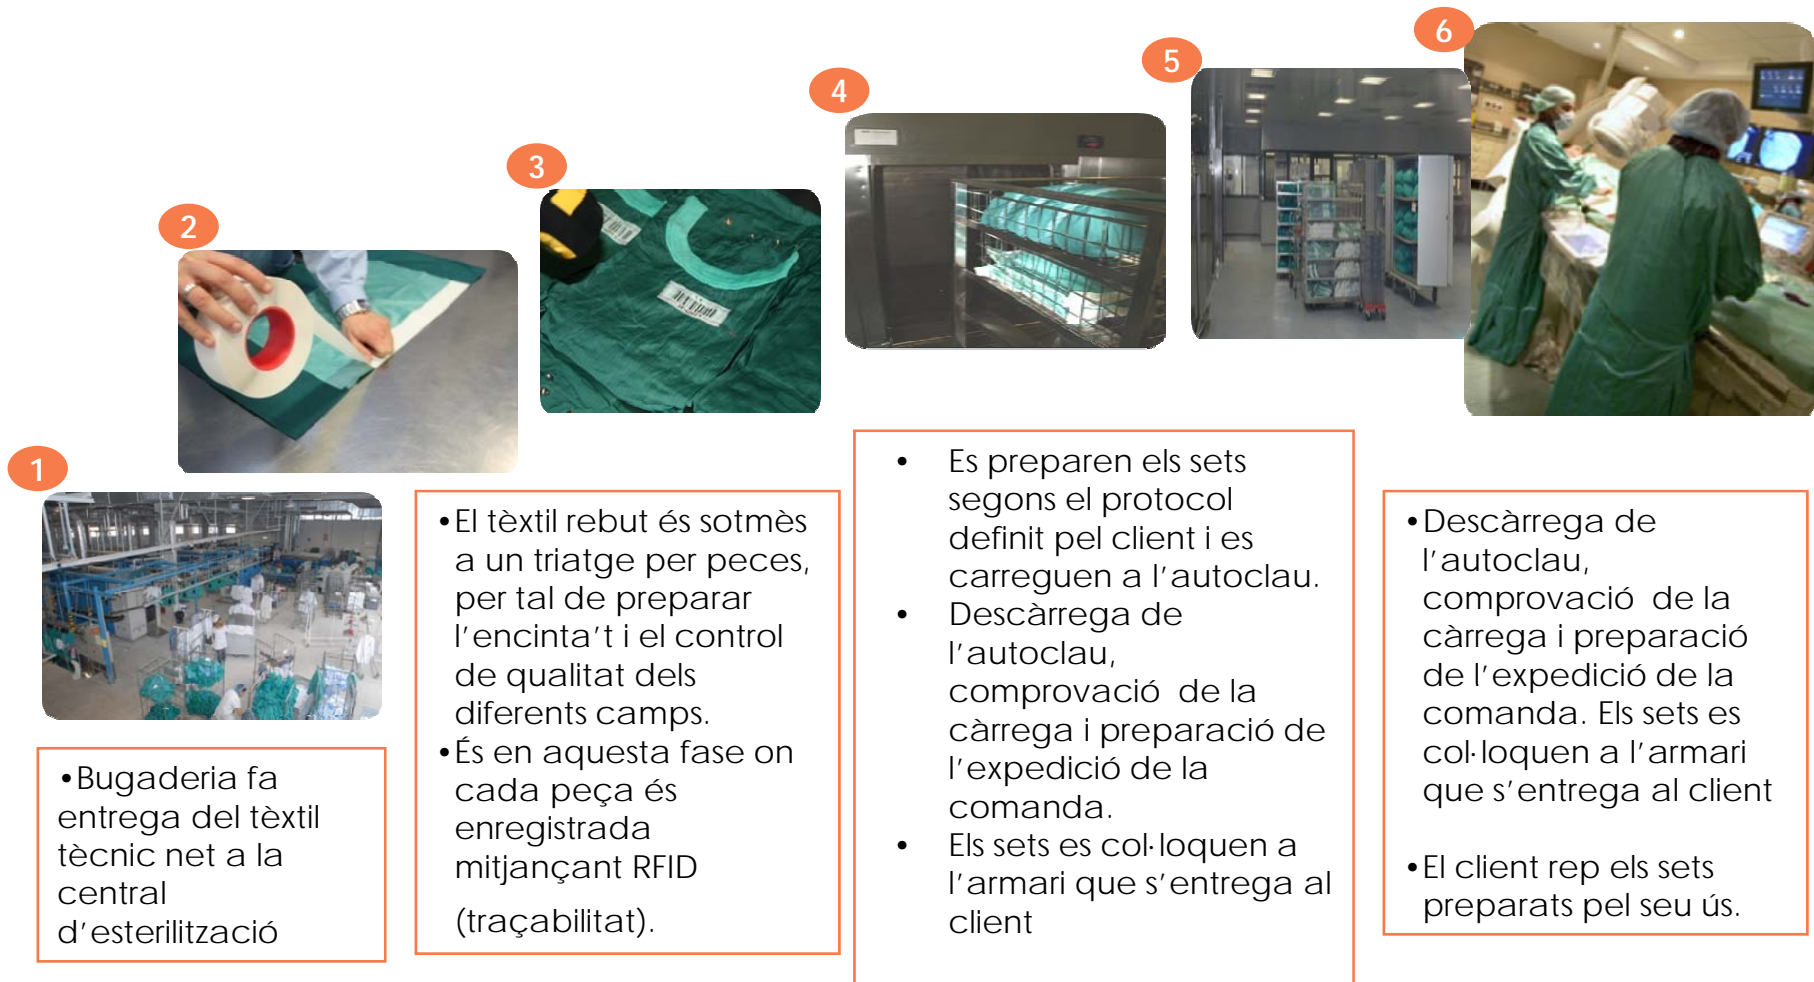 1
•Bugaderia fa
entrega del tèxtil
tècnic net a la
central
d'esterilització
2
3
•El tèxtil rebut és sotmès
a un triatge per peces,
per tal de preparar
l'encinta't i el control
de qualitat dels
diferents camps.
•És en aquesta fase on
cada peça és
enregistrada
mitjançant RFID
(traçabilitat).
4
• Es preparen els sets
segons el protocol
definit pel client i es
carreguen a l'autoclau.
• Descàrrega de
l'autoclau,
comprovació de la
càrrega i preparació de
l'expedició de la
comanda.
• Els sets es col·loquen a
l'armari que s'entrega al
client
5
6
•Descàrrega de
l'autoclau,
comprovació de la
càrrega i preparació
de l'expedició de la
comanda. Els sets es
col·loquen a l'armari
que s'entrega al client
•El client rep els sets
preparats pel seu ús.